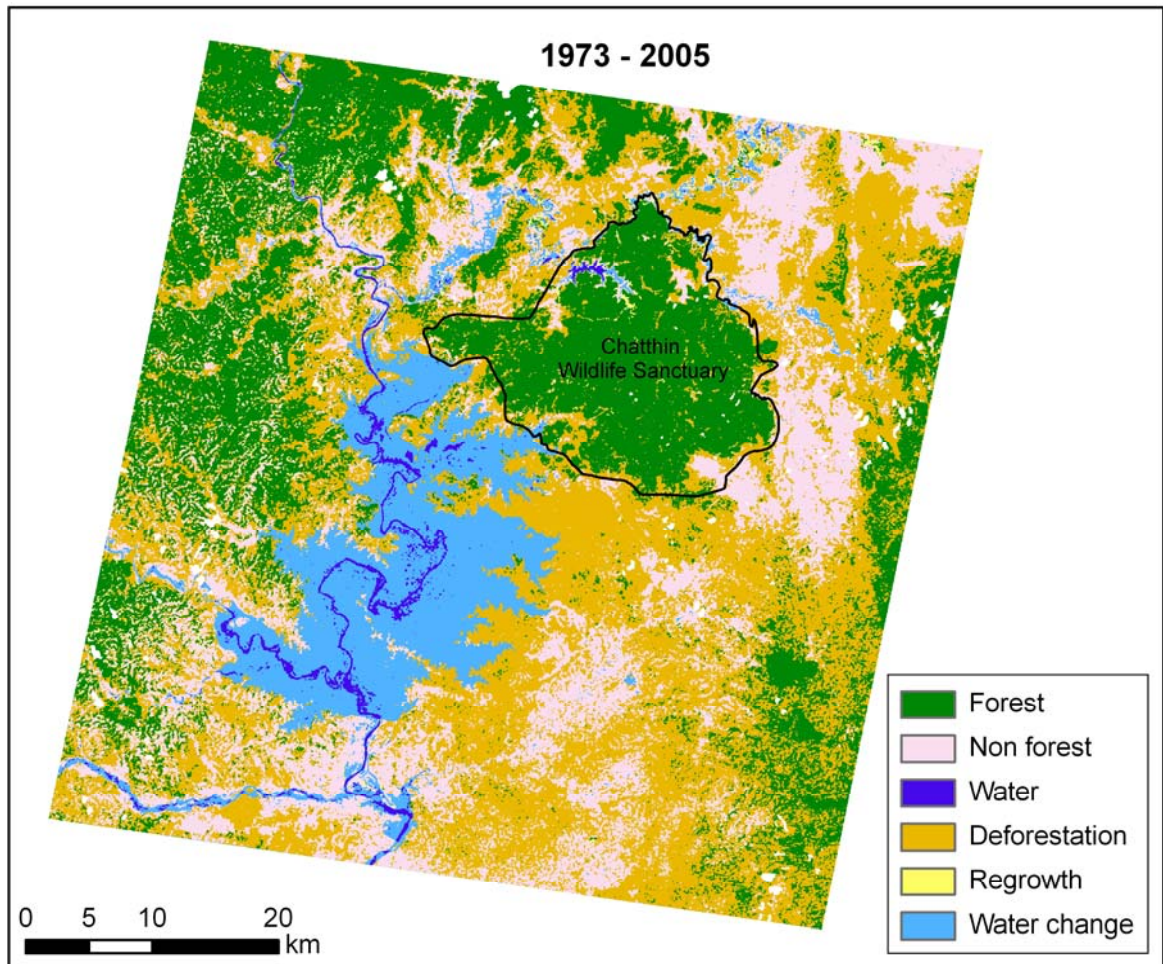 1973 - 2005
Chatthin
Wildlife Sanctuary
Forest
Non forest
Water
Deforestation
Regrowth
Water change
0 5 10 20
km